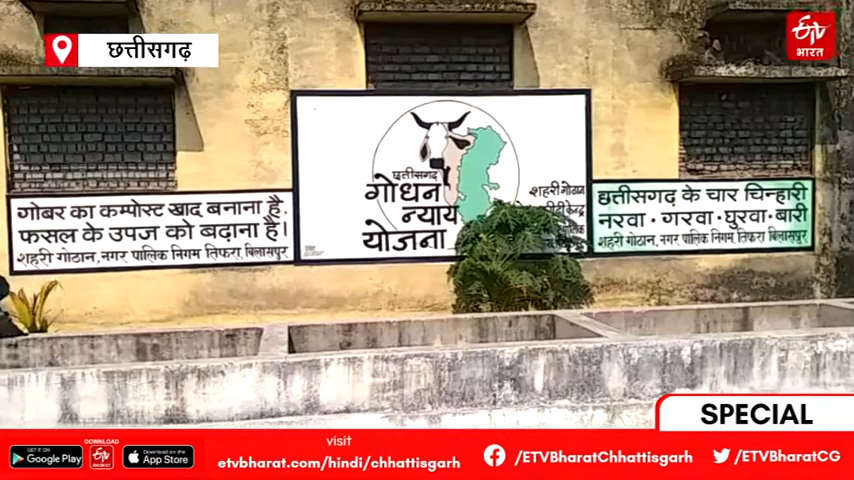 छत्तीसगढ़
ETV
भारत
गोबर का कम्पोस्ट खाद बनाना है,
फसल के उपज को बढ़ाना है।
शहरी गोठान, नगर पालिक निगम, तिफरा, बिलासपुर
छत्तीसगढ़
गोधन
न्याय
योजना
शहरी गोठान
छत्तीसगढ़ के चार चिन्हारी
नरवा · गरवा · घुरवा · बारी
शहरी गोठान, नगर पालिक निगम, तिफरा, बिलासपुर
SPECIAL
GET IT ON
Google Play
DOWNLOAD
ETV
भारत
Download on the
App Store
visit
etvbharat.com/hindi/chhattisgarh
/ETVBharatChhattisgarh
/ETVBharatCG